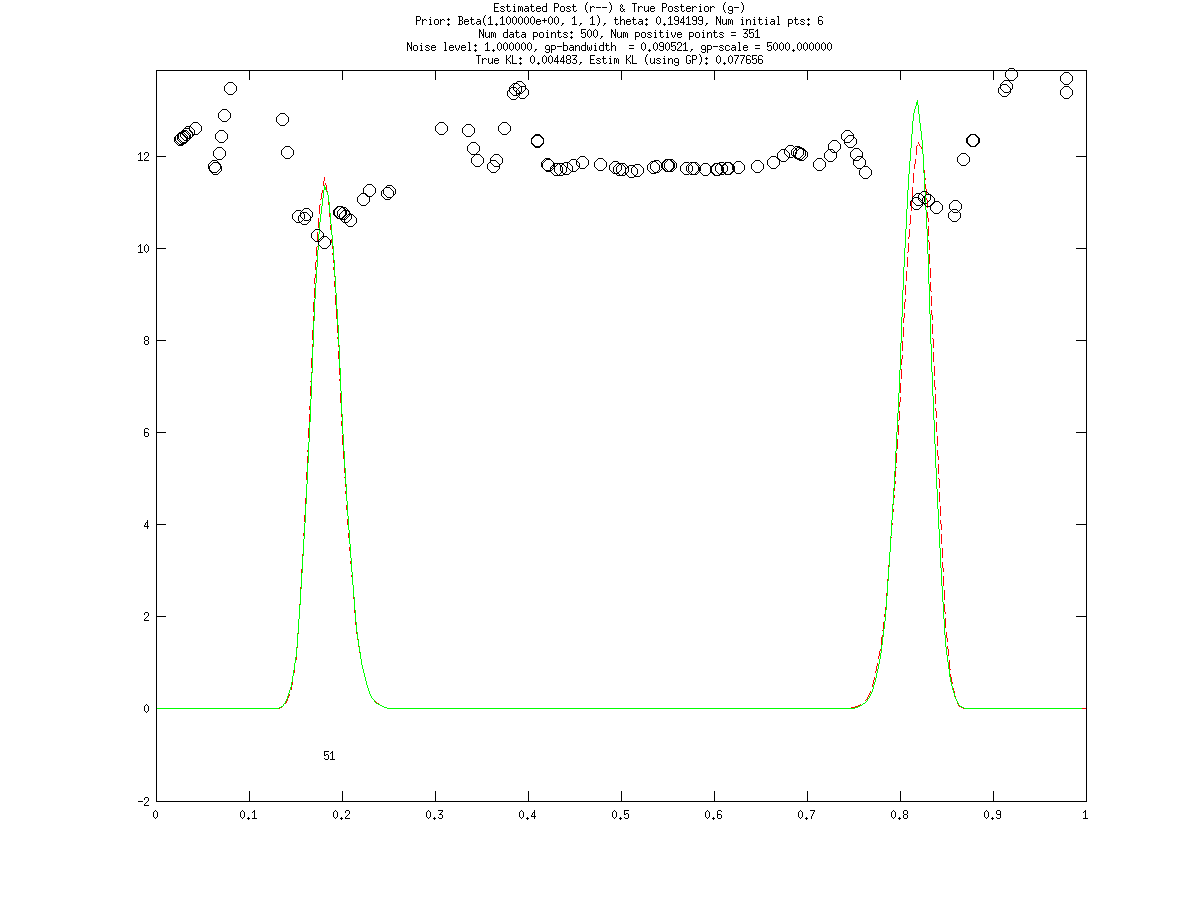 Estimated Post (r--) & True Posterior (g-)
Prior: Beta(1.100000e+00, 1, 1), theta: 0.194199, Num initial pts: 6
Num data points: 500, Num positive points = 351
Noise level: 1.000000, gp-bandwidth  = 0.090521, gp-scale = 5000.000000
True KL: 0.004483, Estim KL (using GP): 0.077656
12
10
8
6
4
2
0
51
-2
0 0.1 0.2 0.3 0.4 0.5 0.6 0.7 0.8 0.9 1